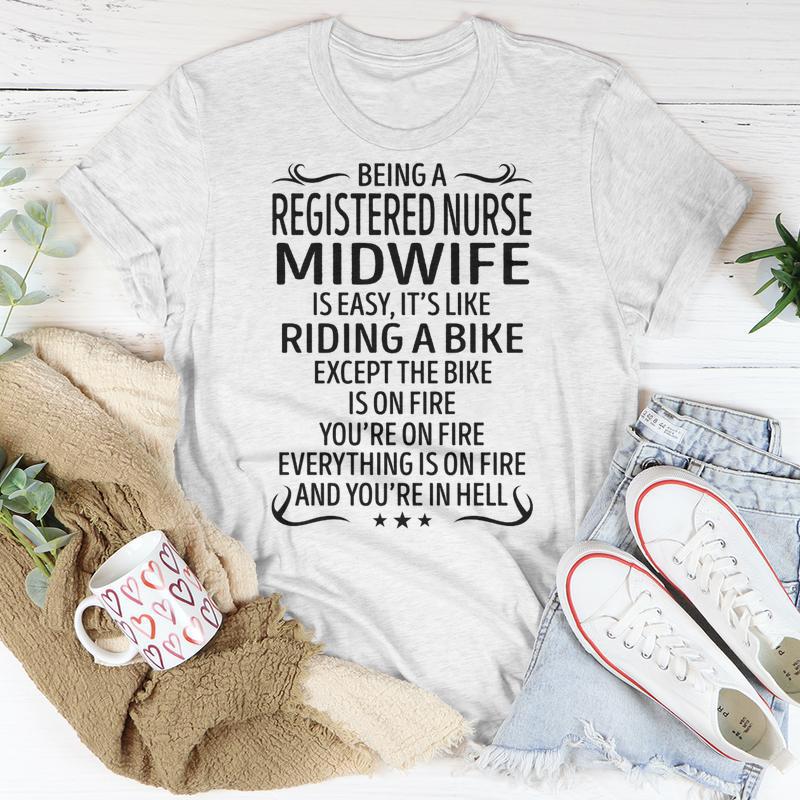 BEING A
REGISTERED NURSE
MIDWIFE
IS EASY, IT'S LIKE
RIDING A BIKE
EXCEPT THE BIKE
IS ON FIRE
YOU'RE ON FIRE
EVERYTHING IS ON FIRE
AND YOU'RE IN HELL